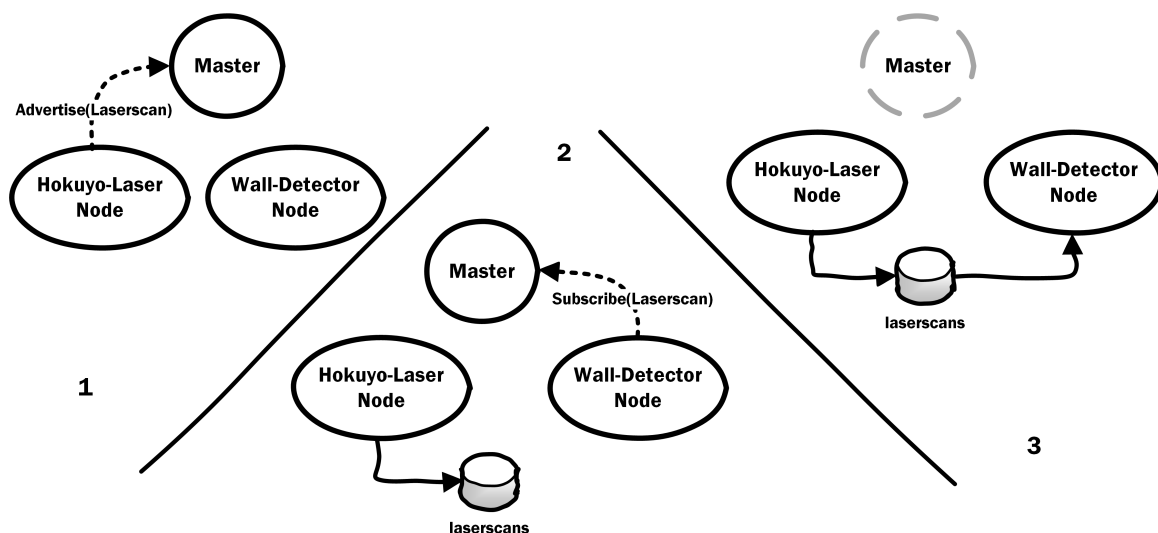 Master
Advertise(Laserscan)
Hokuyo-Laser
Node
Wall-Detector
Node
1
2
Master
Subscribe(Laserscan)
Hokuyo-Laser
Node
Wall-Detector
Node
laserscans
Master
Hokuyo-Laser
Node
Wall-Detector
Node
laserscans
3